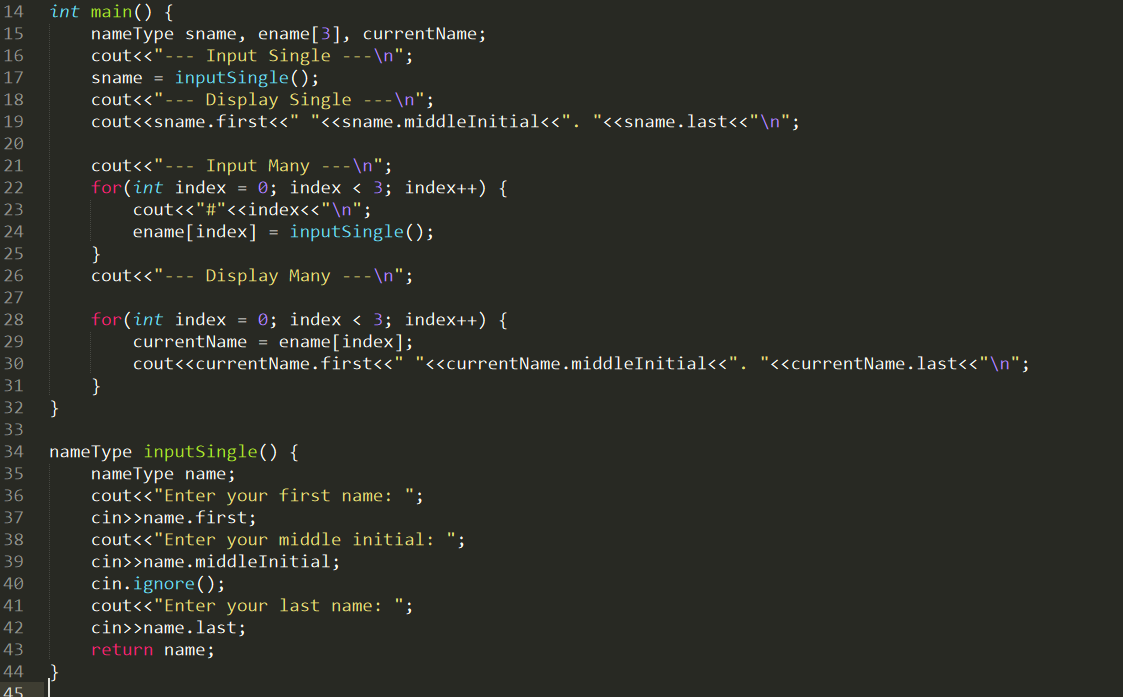 14 int main() {
15     nameType sname, ename[3], currentName;
16     cout<<"--- Input Single ---\n";
17     sname = inputSingle();
18     cout<<"--- Display Single ---\n";
19     cout<<sname.first<<" "<<sname.middleInitial<<". "<<sname.last<<"\n";
20
21     cout<<"--- Input Many ---\n";
22     for(int index = 0; index < 3; index++) {
23         cout<<"#"<<index<<"\n";
24         ename[index] = inputSingle();
25     }
26     cout<<"--- Display Many ---\n";
27
28     for(int index = 0; index < 3; index++) {
29         currentName = ename[index];
30         cout<<currentName.first<<" "<<currentName.middleInitial<<". "<<currentName.last<<"\n";
31     }
32 }
33
34 nameType inputSingle() {
35     nameType name;
36     cout<<"Enter your first name: ";
37     cin>>name.first;
38     cout<<"Enter your middle initial: ";
39     cin>>name.middleInitial;
40     cin.ignore();
41     cout<<"Enter your last name: ";
42     cin>>name.last;
43     return name;
44 }
45